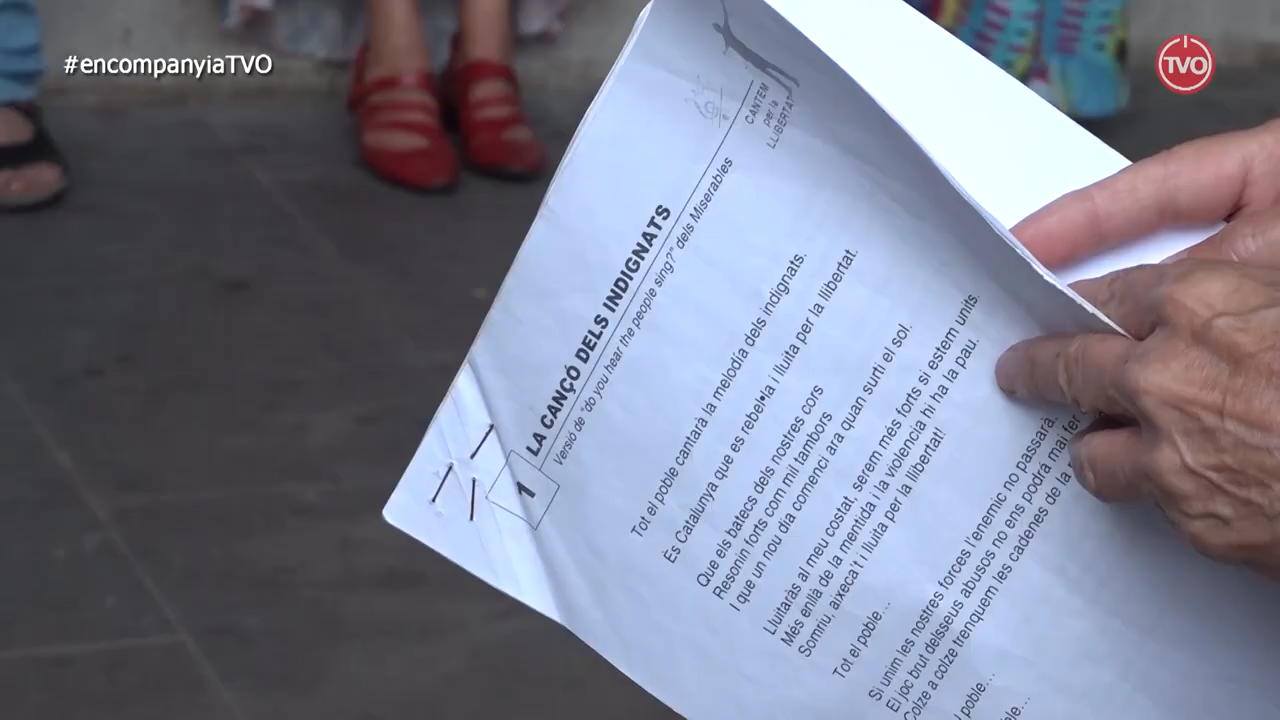 #encompanyiaTVO
TVO
CANTEM
per la
LLIBERTAT
1
LA CANÇÓ DELS INDIGNATS
Versió de "do you hear the people sing?" dels Miserables
Tot el poble cantarà la melodía dels indignats.
És Catalunya que es rebel•la i lluita per la llibertat.
Que els batecs dels nostres cors
Resonin forts com mil tambors
I que un nou dia comenci ara quan surti el sol.
Lluitaràs al meu costat, serem més forts si estem units.
Més enllà de la mentida i la violencia hi ha la pau.
Somriu, aixeca't i lluita per la llibertat!
Tot el poble...
Si unim les nostres forces l'enemic no passarà.
El joc brut delsseus abusos no ens podrà mai fer
Colze a colze trenquem les cadenes de la
poble...